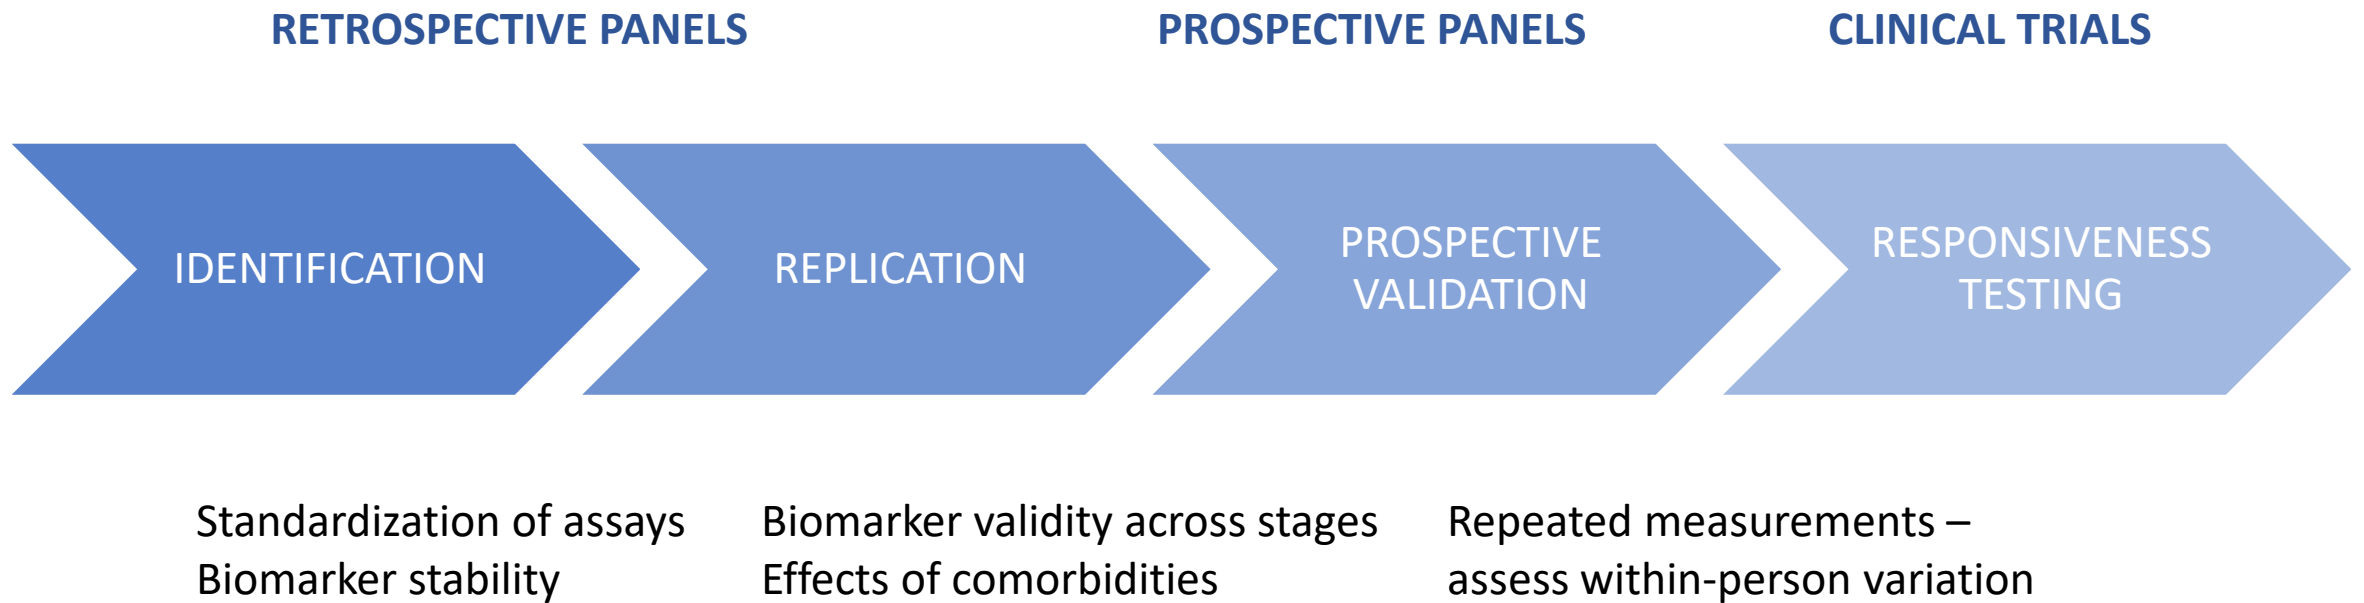 RETROSPECTIVE PANELS
PROSPECTIVE PANELS
CLINICAL TRIALS
IDENTIFICATION
REPLICATION
PROSPECTIVE
VALIDATION
RESPONSIVENESS
TESTING
Standardization of assays
Biomarker stability
Biomarker validity across stages
Effects of comorbidities
Repeated measurements –
assess within-person variation